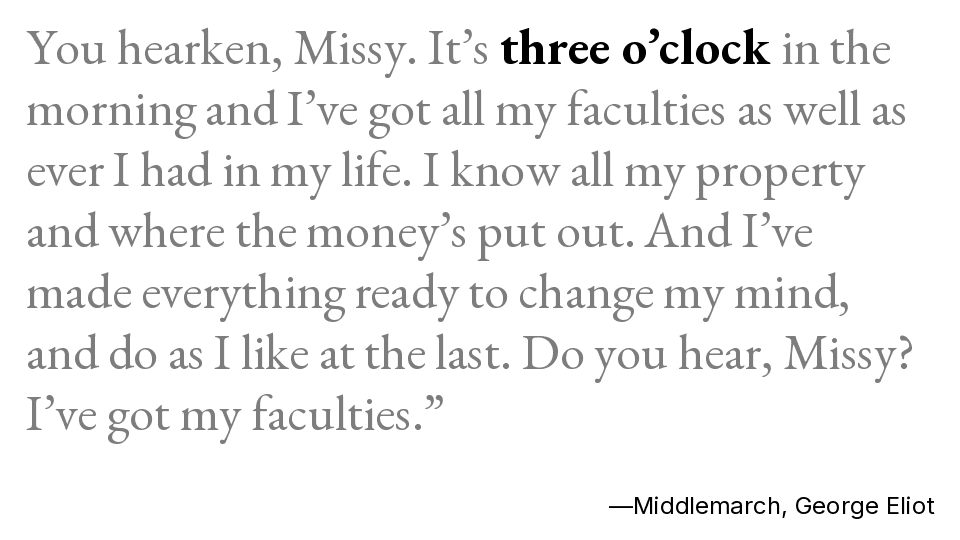 You hearken, Missy. It’s three o’clock in the
morning and I’ve got all my faculties as well as
ever I had in my life. I know all my property
and where the money’s put out. And I’ve
made everything ready to change my mind,
and do as I like at the last. Do you hear, Missy?
I’ve got my faculties.”
—Middlemarch, George Eliot